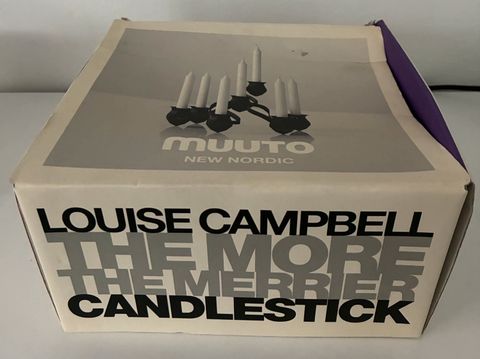 muuto
NEW NORDIC
LOUISE CAMPBELL
THE MORE
THE MERRIER
CANDLESTICK